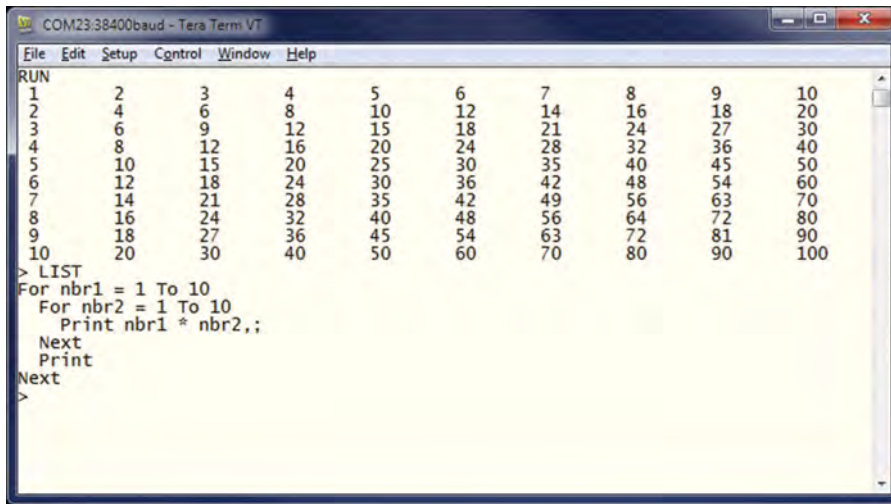 COM23:38400baud - Tera Term VT
File Edit Setup Control Window Help
RUN
1 2 3 4 5 6 7 8 9 10
2 4 6 8 10 12 14 16 18 20
3 6 9 12 15 18 21 24 27 30
4 8 12 16 20 24 28 32 36 40
5 10 15 20 25 30 35 40 45 50
6 12 18 24 30 36 42 48 54 60
7 14 21 28 35 42 49 56 63 70
8 16 24 32 40 48 56 64 72 80
9 18 27 36 45 54 63 72 81 90
10 20 30 40 50 60 70 80 90 100
> LIST
For nbr1 = 1 To 10
  For nbr2 = 1 To 10
    Print nbr1 * nbr2,;
  Next
  Print
Next
>